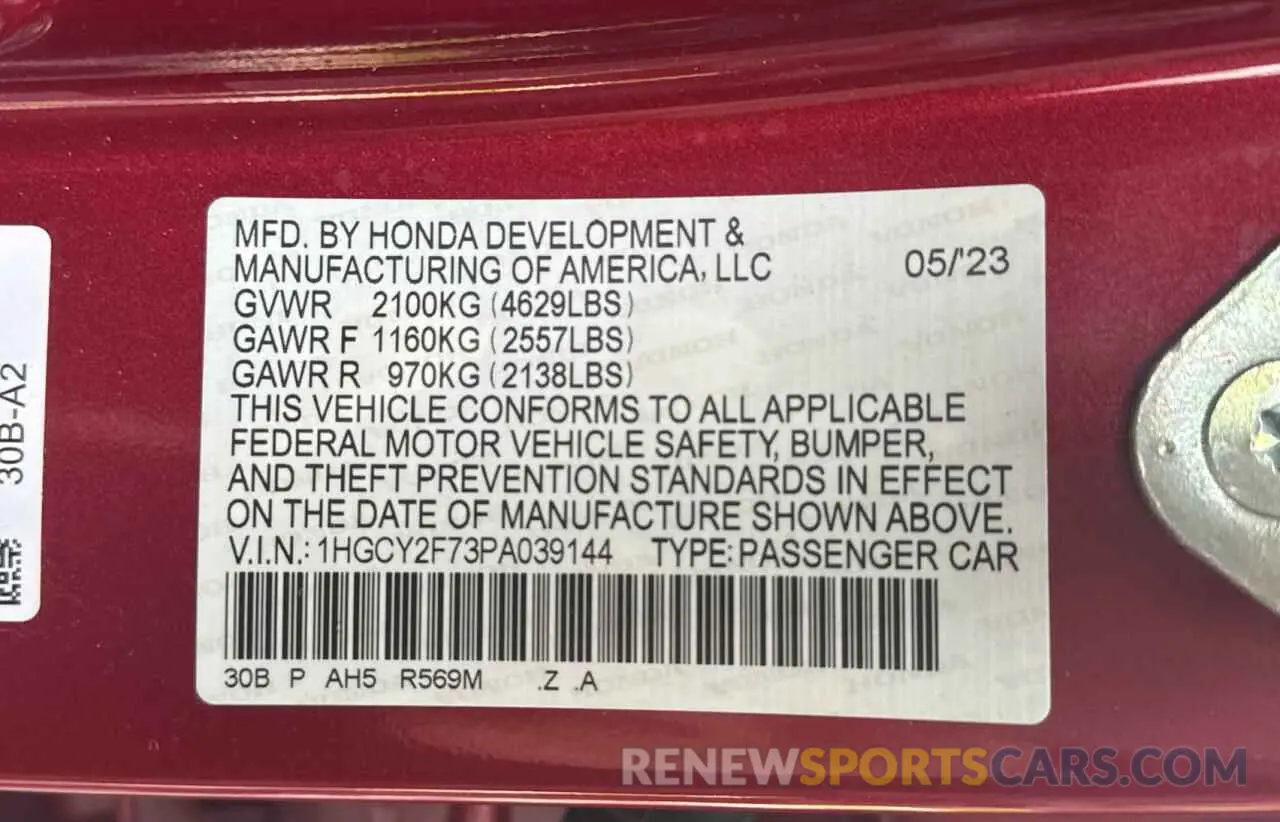 MFD. BY HONDA DEVELOPMENT &
MANUFACTURING OF AMERICA, LLC 05/'23
GVWR 2100KG (4629LBS)
GAWR F 1160KG (2557LBS)
GAWR R 970KG (2138LBS)
THIS VEHICLE CONFORMS TO ALL APPLICABLE
FEDERAL MOTOR VEHICLE SAFETY, BUMPER,
AND THEFT PREVENTION STANDARDS IN EFFECT
ON THE DATE OF MANUFACTURE SHOWN ABOVE.
V.I.N.: 1HGCY2F73PA039144 TYPE: PASSENGER CAR
30B P AH5 R569M .Z .A
30B-A2
RENEWSPORTSCARS.COM